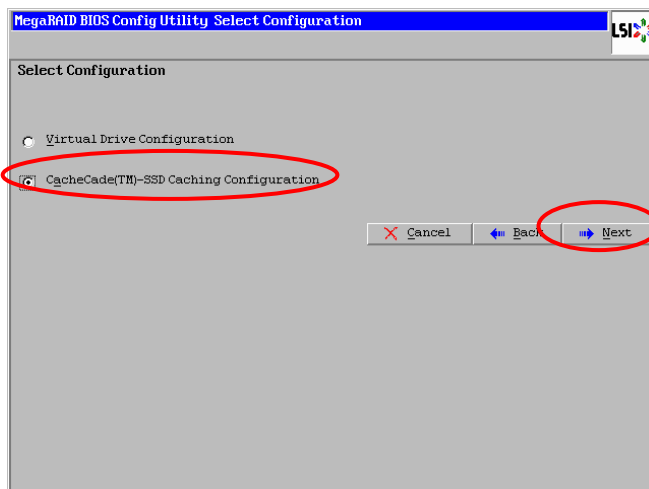 MegaRAID BIOS Config Utility Select Configuration
LSI
Select Configuration
Virtual Drive Configuration
CacheCade(TM)-SSD Caching Configuration
Cancel Back Next